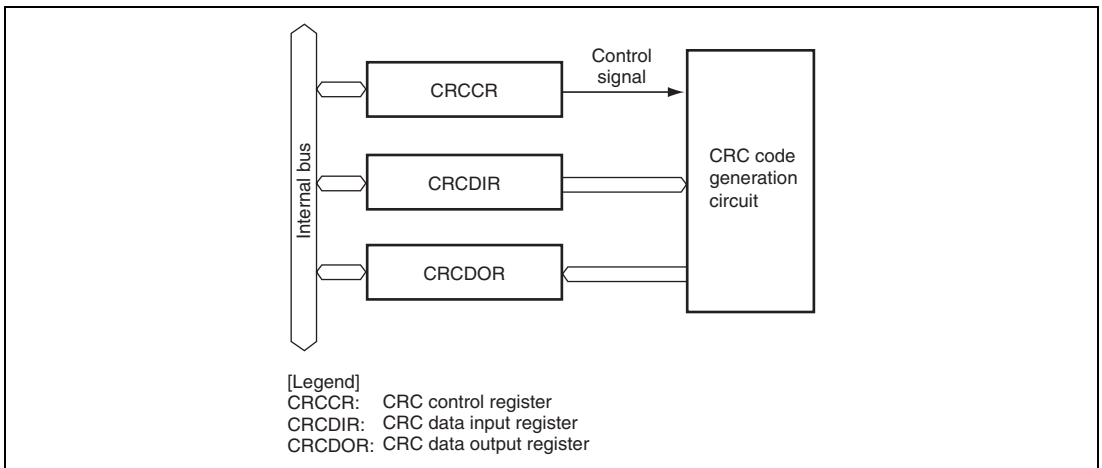 Control
signal
CRCCR
Internal bus
CRCDIR
CRC code
generation
circuit
CRCDOR
[Legend]
CRCCR: CRC control register
CRCDIR: CRC data input register
CRCDOR: CRC data output register